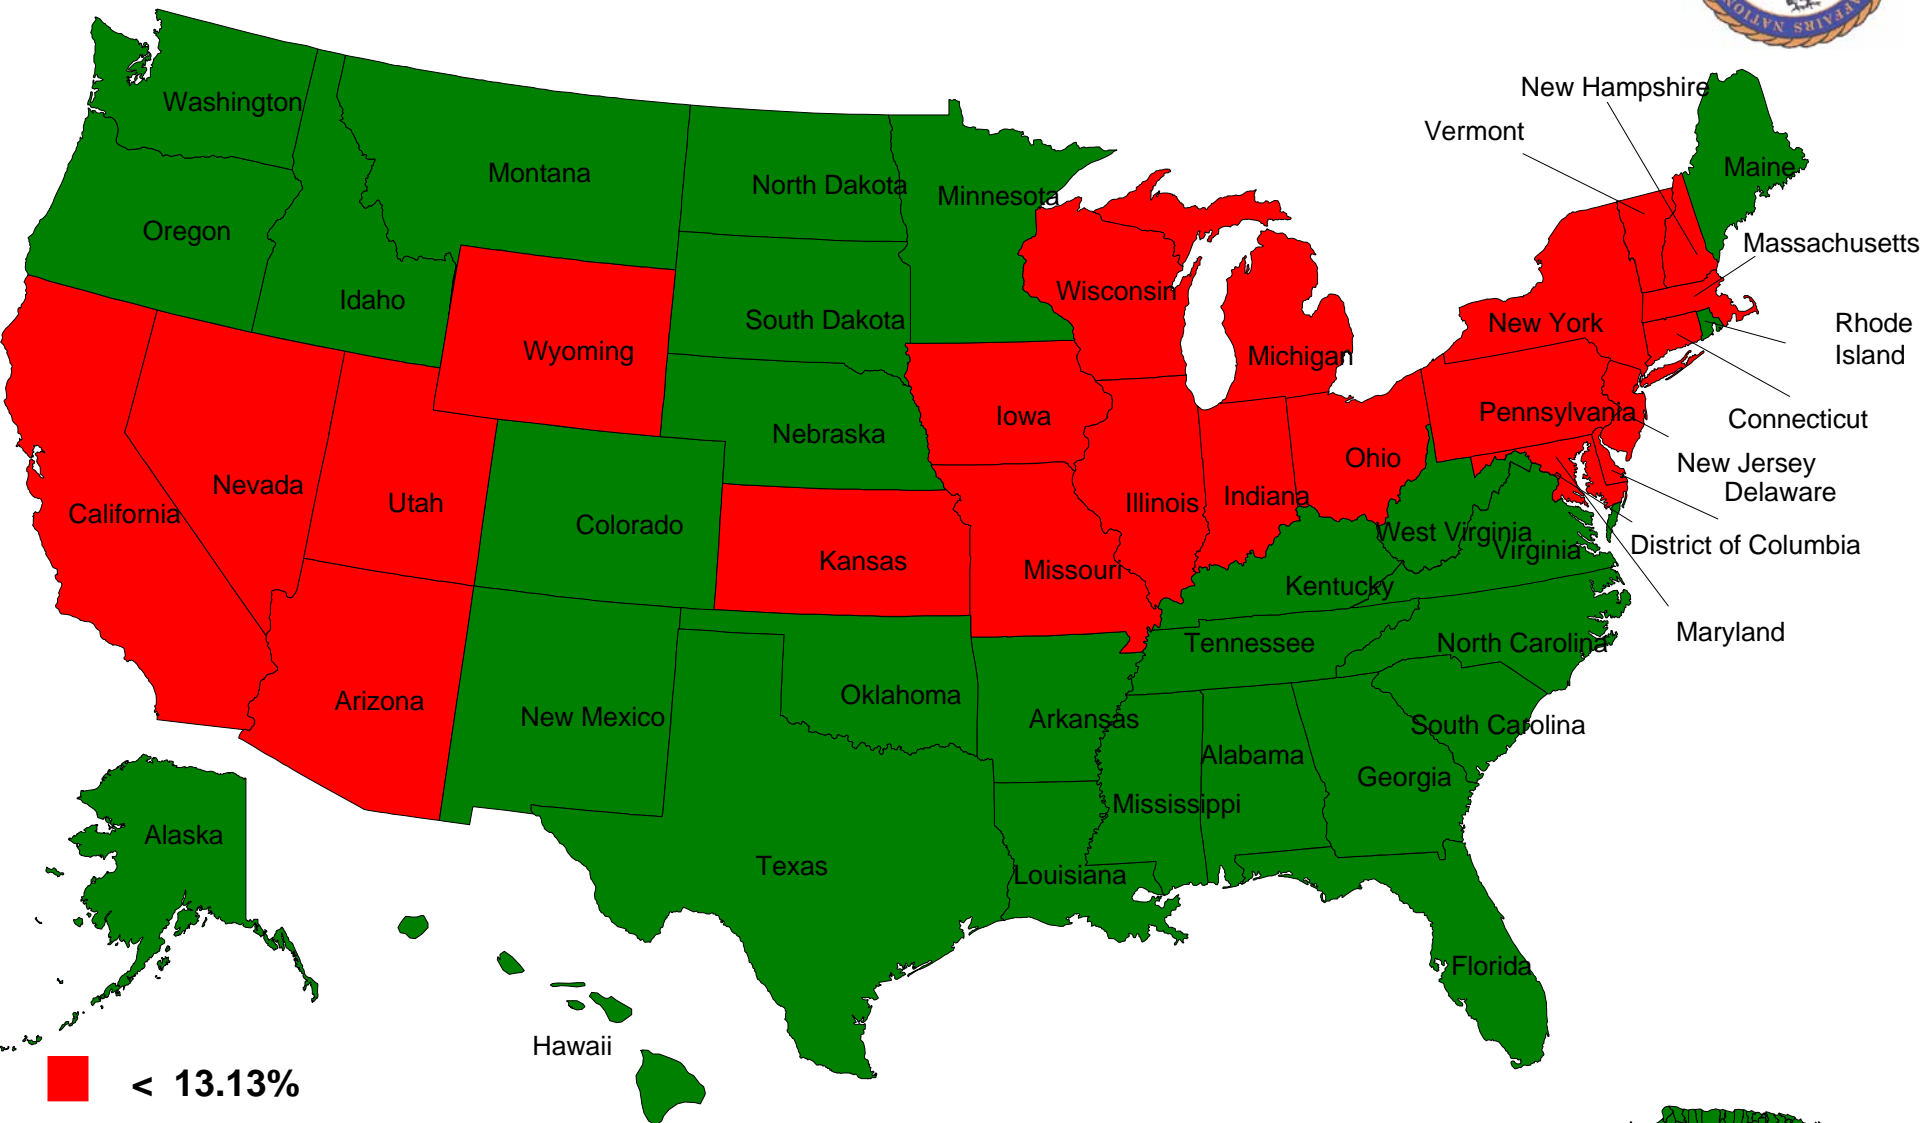 AFFAIRS NATIONAL
New Hampshire
Vermont
Washington
Maine
Montana
North Dakota
Minnesota
Oregon
Massachusetts
Idaho
Wisconsin
South Dakota
New York
Rhode
Island
Wyoming
Michigan
Iowa
Pennsylvania
Connecticut
Nebraska
Ohio
New Jersey
Nevada
Delaware
Utah
Illinois
Indiana
California
Colorado
West Virginia
Virginia
District of Columbia
Kansas
Missouri
Kentucky
Maryland
Tennessee
North Carolina
Arizona
Oklahoma
New Mexico
Arkansas
South Carolina
Alabama
Georgia
Mississippi
Alaska
Texas
Louisiana
Florida
Hawaii
< 13.13%